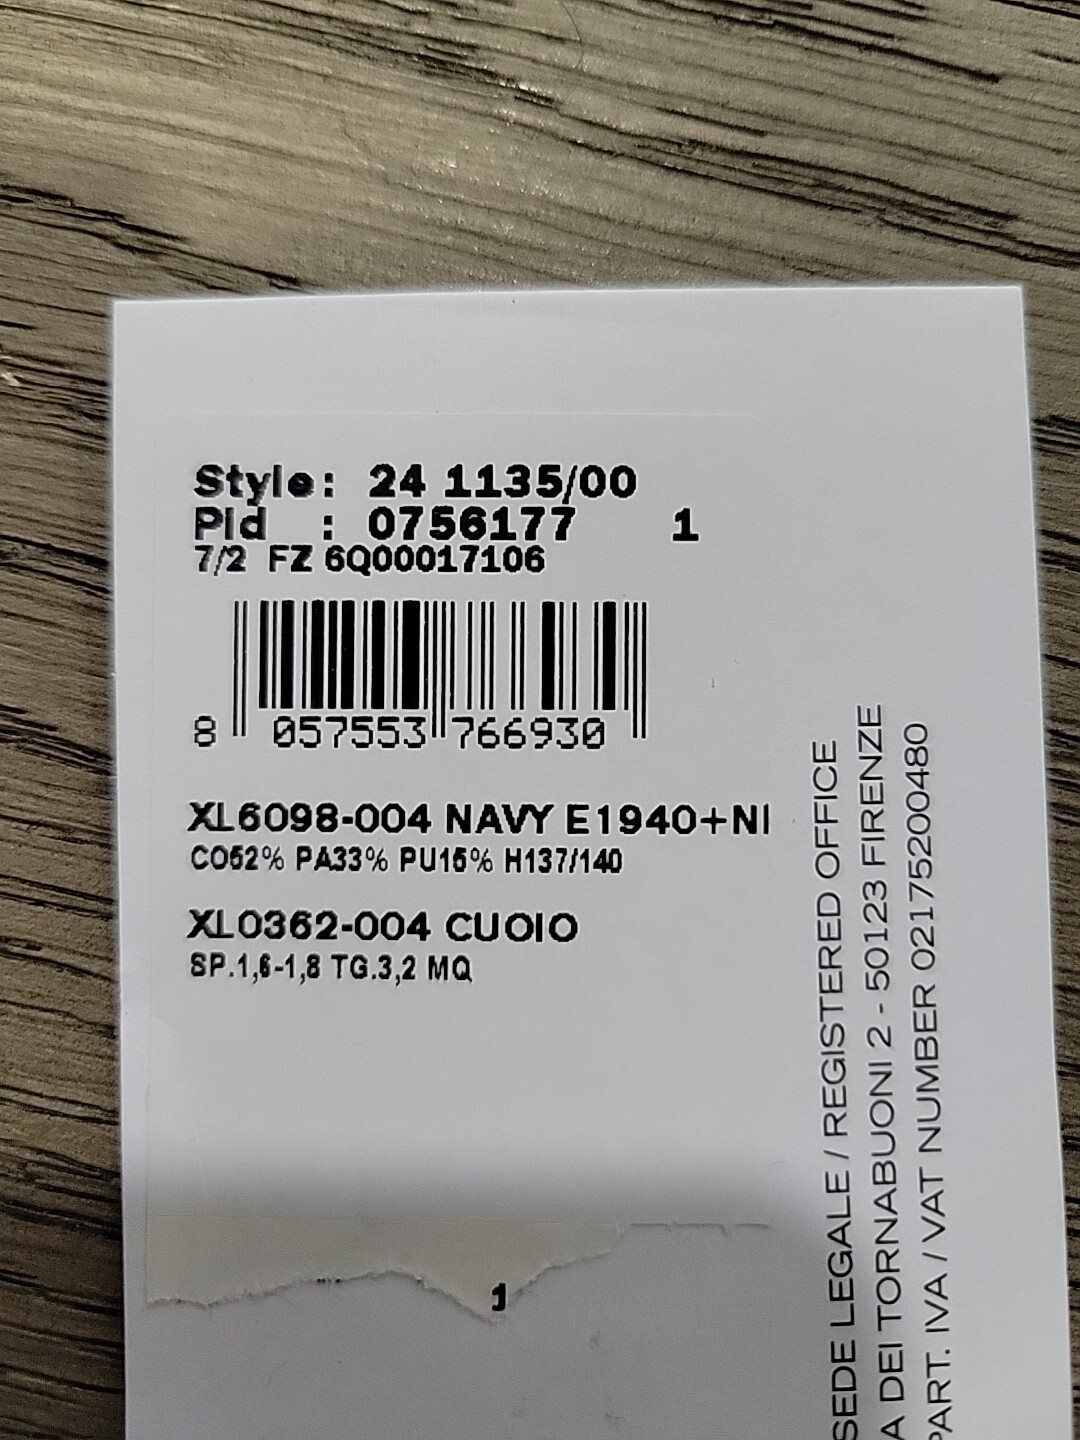 Style: 24 1135/00
Pid : 0756177 1
7/2 FZ 6Q00017106
8 057553 766930
XL6098-004 NAVY E1940+NI
CO52% PA33% PU15% H137/140
XL0362-004 CUOIO
SP.1,6-1,8 TG.3,2 MQ
1
SEDE LEGALE / REGISTERED OFFICE
A DEI TORNABUONI 2 - 50123 FIRENZE
PART. IVA / VAT NUMBER 02175200480